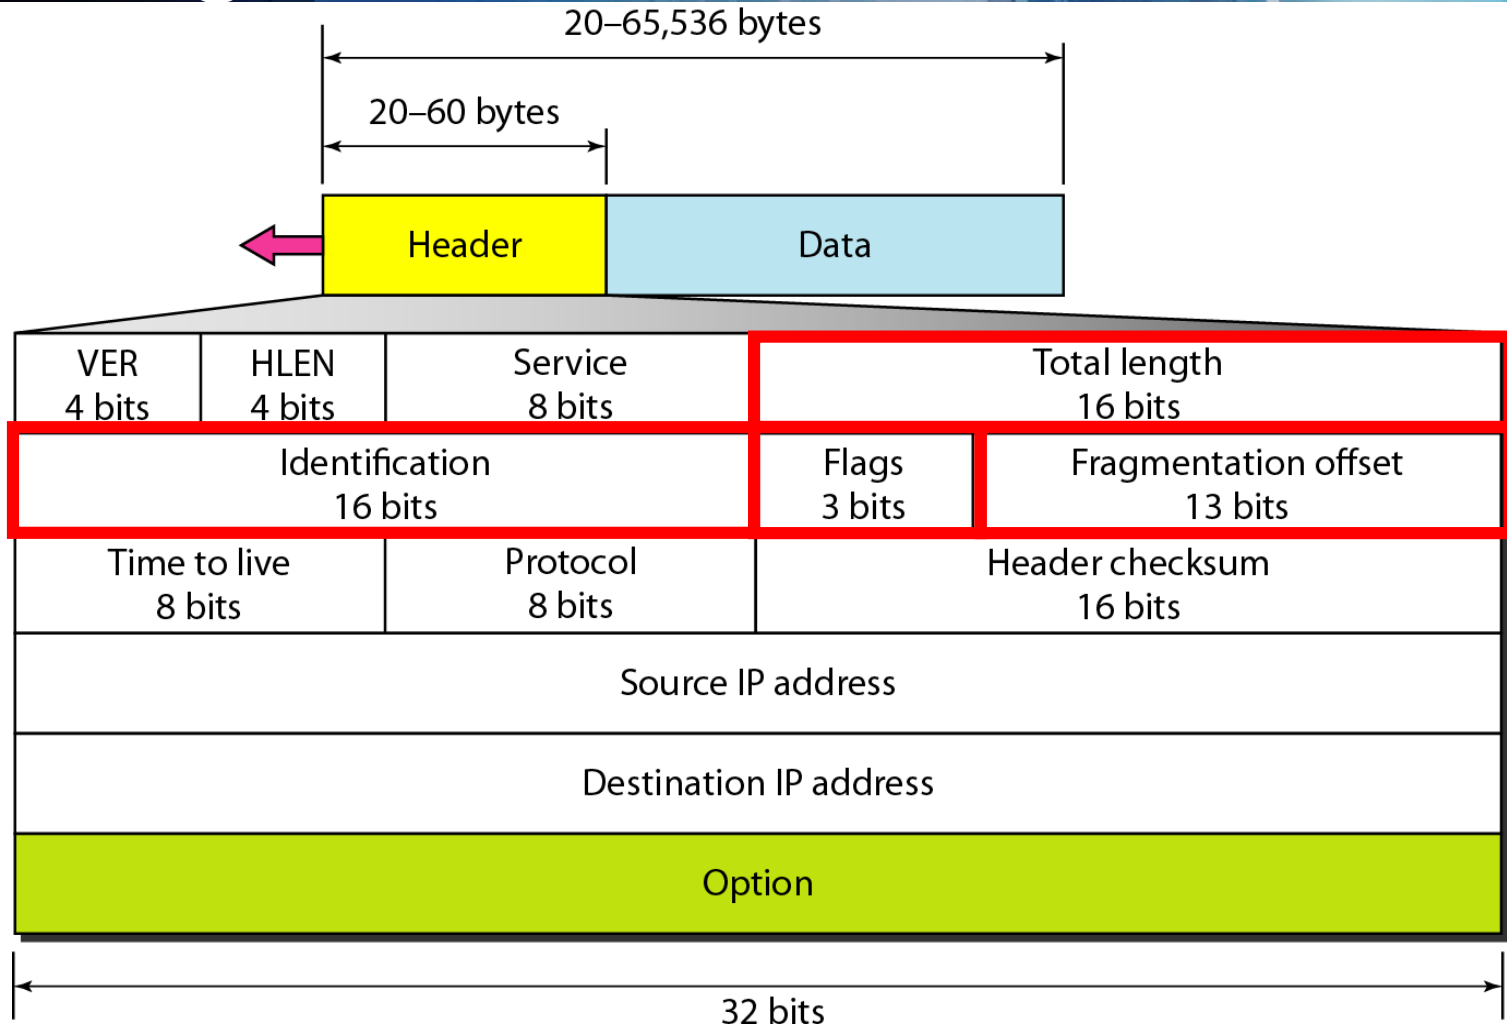 20–65,536 bytes
20–60 bytes
Header
Data
VER
4 bits
HLEN
4 bits
Service
8 bits
Total length
16 bits
Identification
16 bits
Flags
3 bits
Fragmentation offset
13 bits
Time to live
8 bits
Protocol
8 bits
Header checksum
16 bits
Source IP address
Destination IP address
Option
32 bits